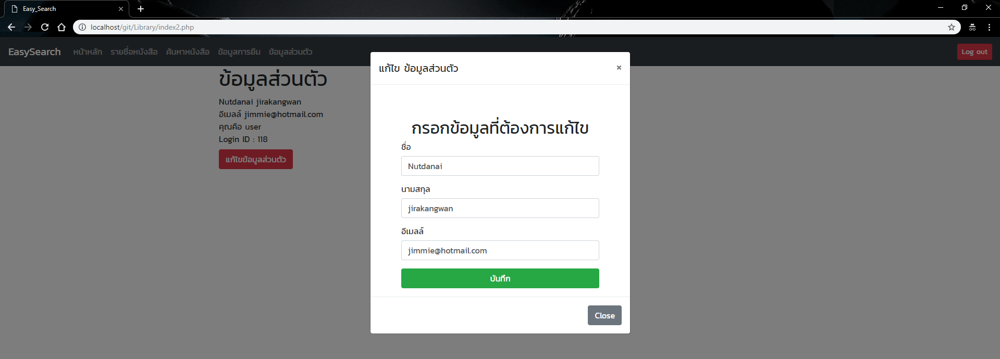 Easy_Search
localhost/git/Library/index2.php
EasySearch หน้าหลัก รายชื่อหนังสือ ค้นหาหนังสือ ข้อมูลการยืม ข้อมูลส่วนตัว Log out
ข้อมูลส่วนตัว
Nutdanai jirakangwan
อีเมลล์ jimmie@hotmail.com
คุณคือ user
Login ID : 118
แก้ไขข้อมูลส่วนตัว
แก้ไข ข้อมูลส่วนตัว ×
กรอกข้อมูลที่ต้องการแก้ไข
ชื่อ
Nutdanai
นามสกุล
jirakangwan
อีเมลล์
jimmie@hotmail.com
บันทึก
Close